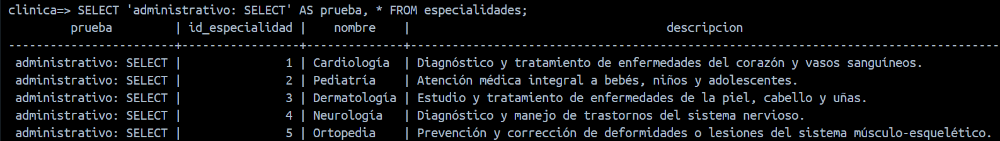 clinica=> SELECT 'administrativo: SELECT' AS prueba, * FROM especialidades;
         prueba         | id_especialidad |    nombre    |                                     descripcion
------------------------+-----------------+--------------+-------------------------------------------------------------------------------------
 administrativo: SELECT |               1 | Cardiología  | Diagnóstico y tratamiento de enfermedades del corazón y vasos sanguíneos.
 administrativo: SELECT |               2 | Pediatría    | Atención médica integral a bebés, niños y adolescentes.
 administrativo: SELECT |               3 | Dermatología | Estudio y tratamiento de enfermedades de la piel, cabello y uñas.
 administrativo: SELECT |               4 | Neurología   | Diagnóstico y manejo de trastornos del sistema nervioso.
 administrativo: SELECT |               5 | Ortopedia    | Prevención y corrección de deformidades o lesiones del sistema músculo-esquelético.